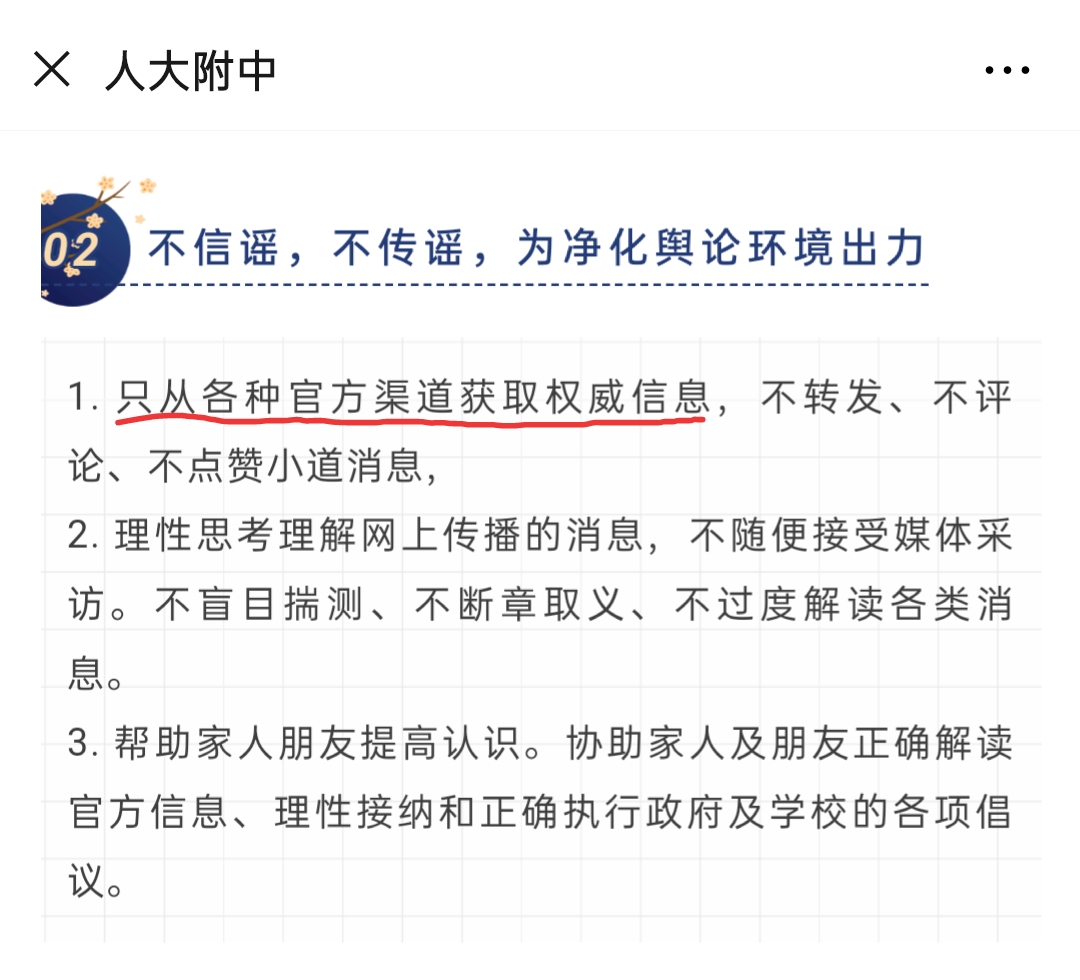 人大附中
02 不信谣，不传谣，为净化舆论环境出力
1. 只从各种官方渠道获取权威信息，不转发、不评
论、不点赞小道消息，
2. 理性思考理解网上传播的消息，不随便接受媒体采
访。不盲目揣测、不断章取义、不过度解读各类消
息。
3. 帮助家人朋友提高认识。协助家人及朋友正确解读
官方信息、理性接纳和正确执行政府及学校的各项倡
议。